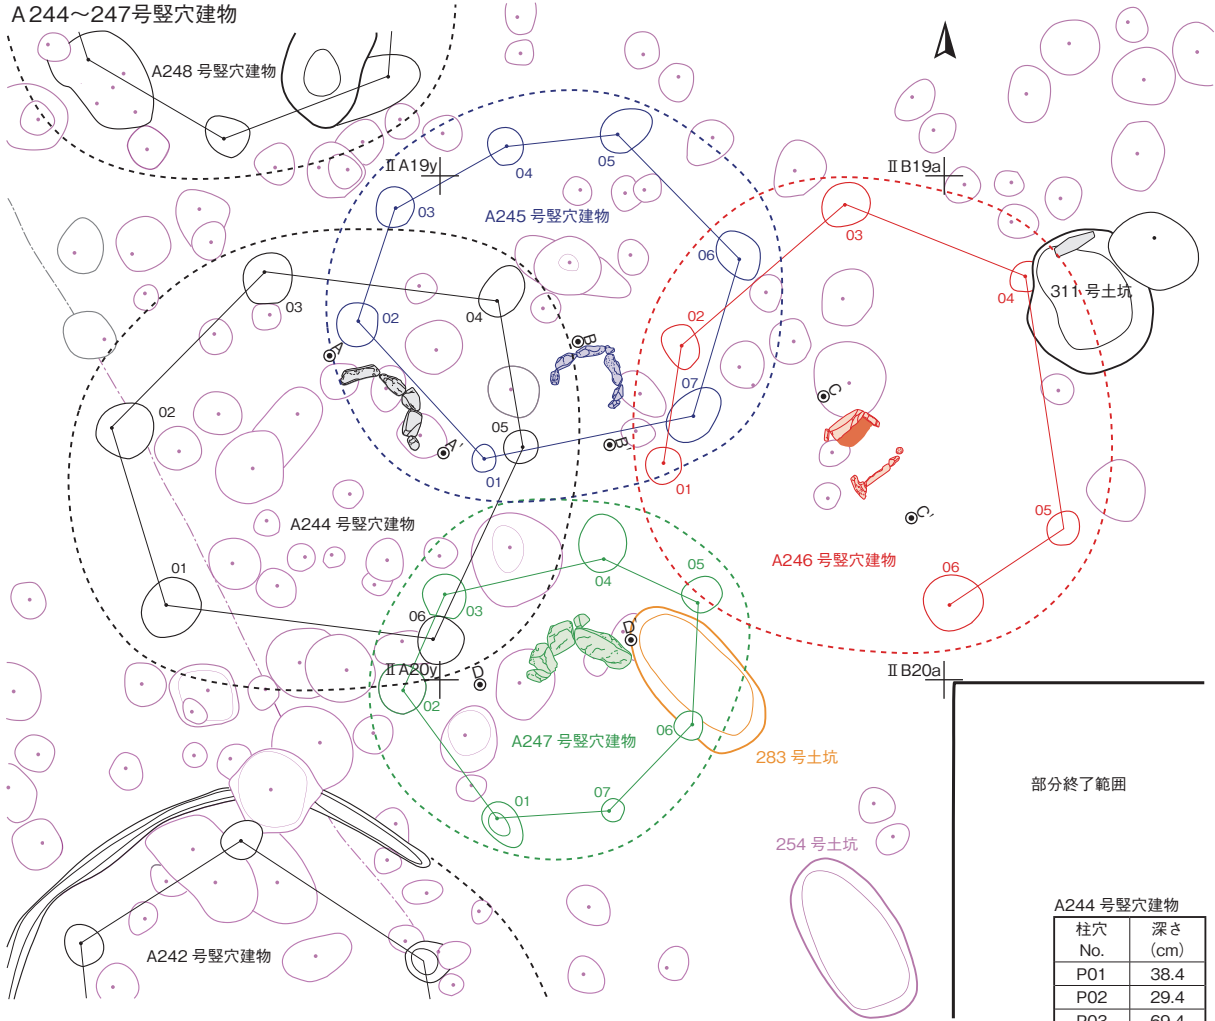 A244～247号竪穴建物
A248 号竪穴建物
ⅡA19y
ⅡB19a
04
05
03
A245 号竪穴建物
06
02
01
07
03
04
02
05
01
06
A244 号竪穴建物
03
02
04
01
05
06
A246 号竪穴建物
311 号土坑
A
A'
B
B'
C
C'
D
D'
04
05
03
02
06
01
07
A247 号竪穴建物
283 号土坑
ⅡA20y
ⅡB20a
254 号土坑
部分終了範囲
A242 号竪穴建物
A244 号竪穴建物
柱穴 深さ
No. (cm)
P01 38.4
P02 29.4
P03 69.4